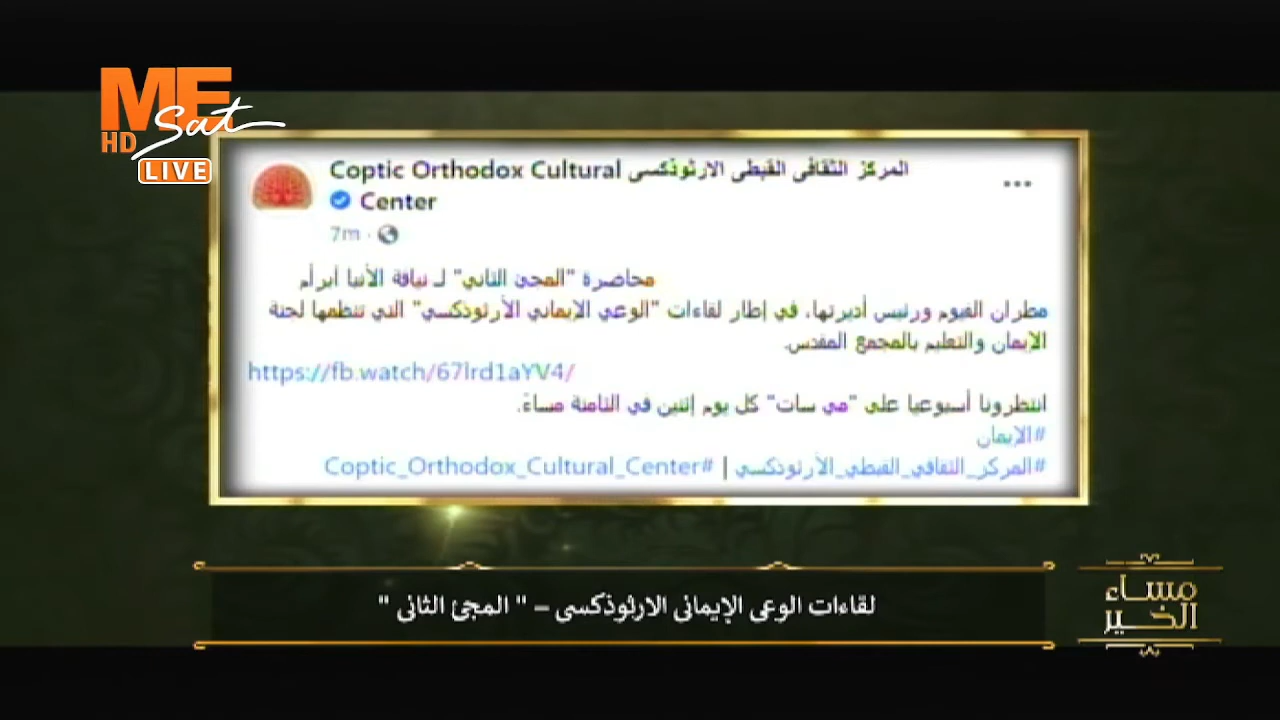 ME Sat
HD
LIVE
المركز الثقافى القبطى الارثوذكسى Coptic Orthodox Cultural
Center
7m ·
محاضرة "المجئ الثاني" لـ نيافة الأنبا أبرآم
مطران الفيوم ورئيس أديرتها، في إطار لقاءات "الوعي الإيماني الأرثوذكسي" التي تنظمها لجنة
الإيمان والتعليم بالمجمع المقدس.
https://fb.watch/67lrd1aYV4/
انتظرونا أسبوعيا على "مي سات" كل يوم إثنين في الثامنة مساءً.
#الإيمان
#المركز_الثقافي_القبطي_الأرثوذكسي | #Coptic_Orthodox_Cultural_Center
لقاءات الوعى الإيمانى الارثوذكسى – " المجئ الثانى "
مساء
الخير